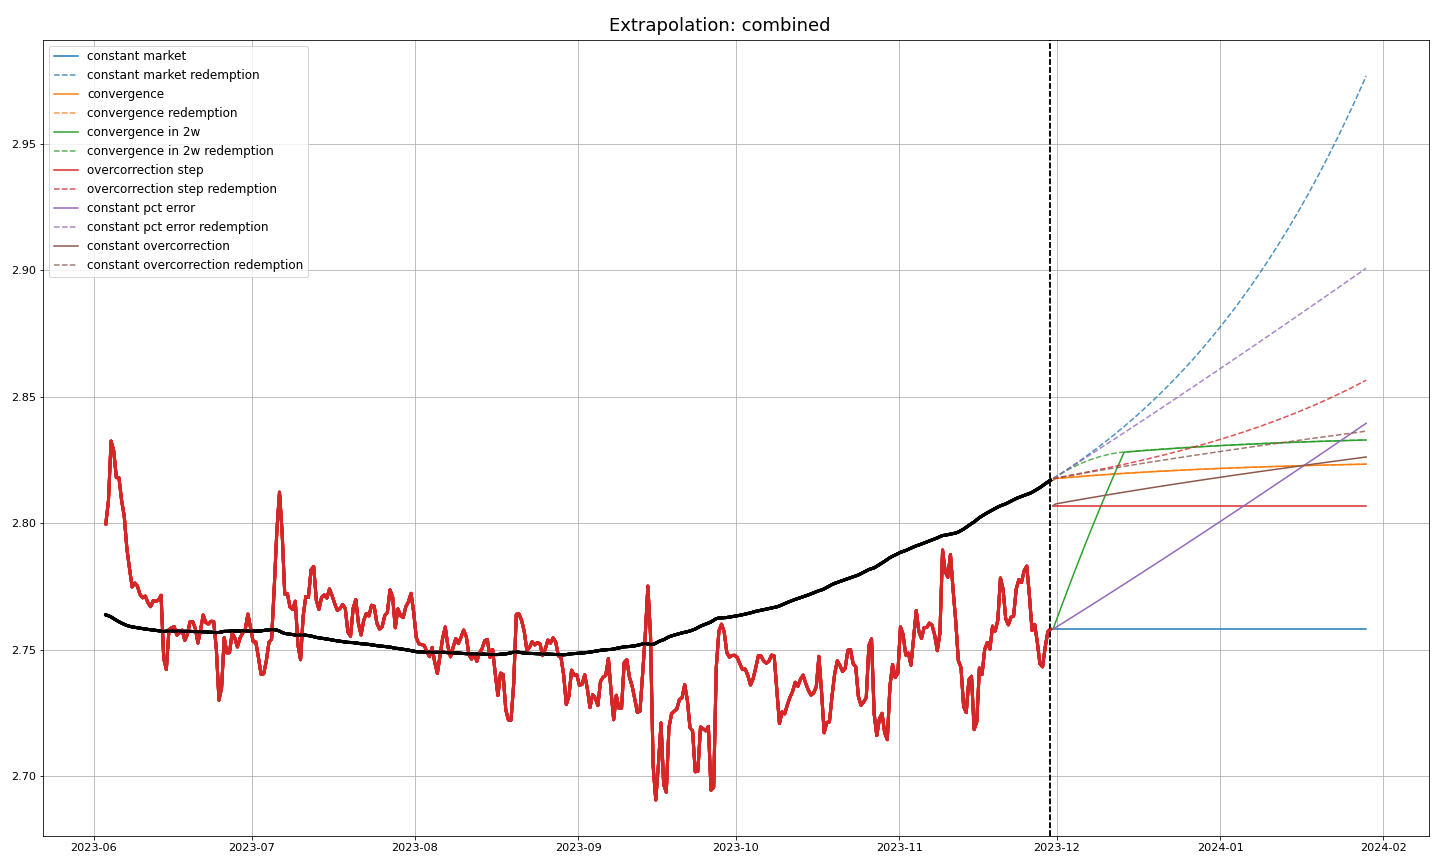 Extrapolation: combined
constant market
constant market redemption
convergence
convergence redemption
convergence in 2w
convergence in 2w redemption
overcorrection step
overcorrection step redemption
constant pct error
constant pct error redemption
constant overcorrection
constant overcorrection redemption
2.95
2.90
2.85
2.80
2.75
2.70
2023-06 2023-07 2023-08 2023-09 2023-10 2023-11 2023-12 2024-01 2024-02